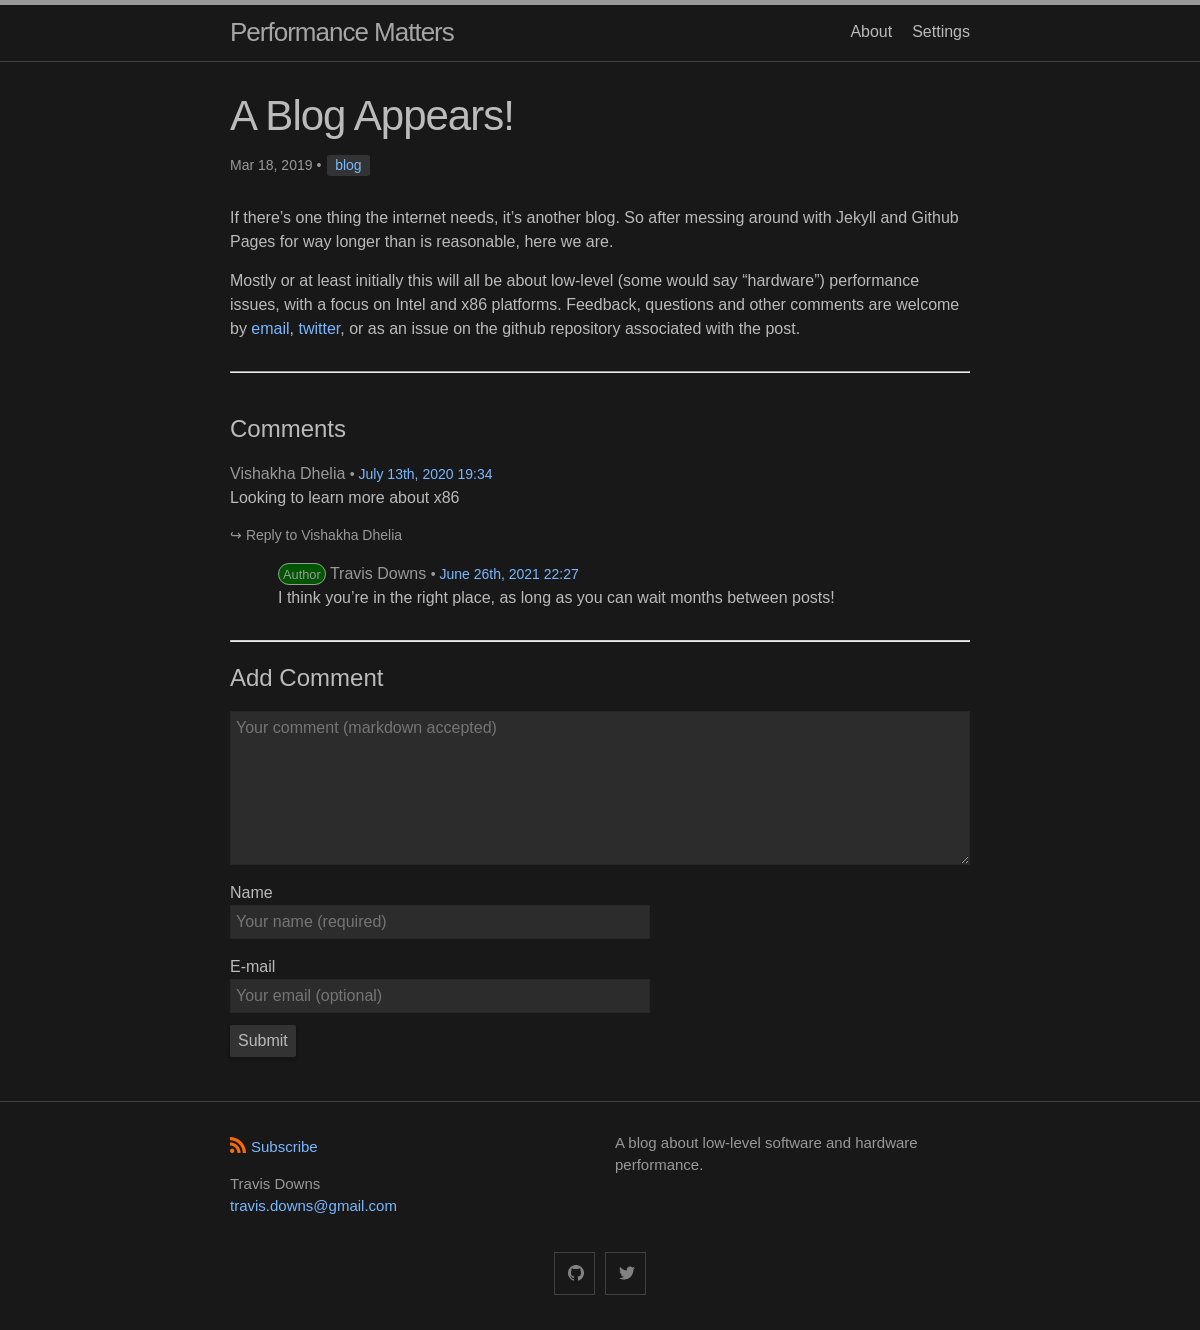 Performance Matters
About Settings
A Blog Appears!
Mar 18, 2019 • blog
If there’s one thing the internet needs, it’s another blog. So after messing around with Jekyll and Github
Pages for way longer than is reasonable, here we are.
Mostly or at least initially this will all be about low-level (some would say “hardware”) performance
issues, with a focus on Intel and x86 platforms. Feedback, questions and other comments are welcome
by email, twitter, or as an issue on the github repository associated with the post.
Comments
Vishakha Dhelia • July 13th, 2020 19:34
Looking to learn more about x86
↪ Reply to Vishakha Dhelia
Author Travis Downs • June 26th, 2021 22:27
I think you’re in the right place, as long as you can wait months between posts!
Add Comment
Your comment (markdown accepted)
Name
Your name (required)
E-mail
Your email (optional)
Submit
Subscribe
Travis Downs
travis.downs@gmail.com
A blog about low-level software and hardware
performance.